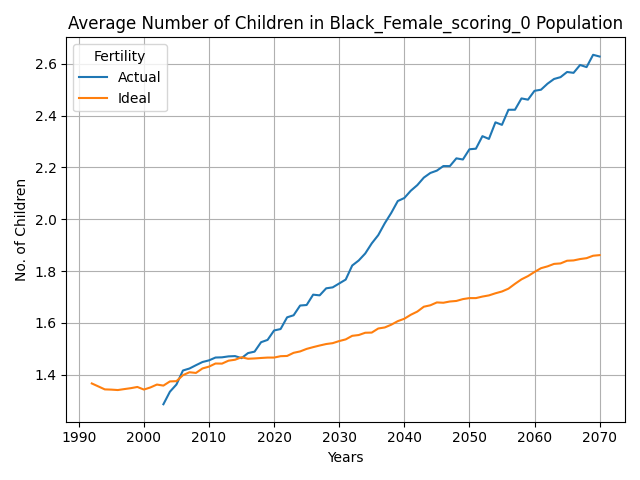 Average Number of Children in Black_Female_scoring_0 Population
Fertility
Actual
Ideal
No. of Children
2.6
2.4
2.2
2.0
1.8
1.6
1.4
1990 2000 2010 2020 2030 2040 2050 2060 2070
Years